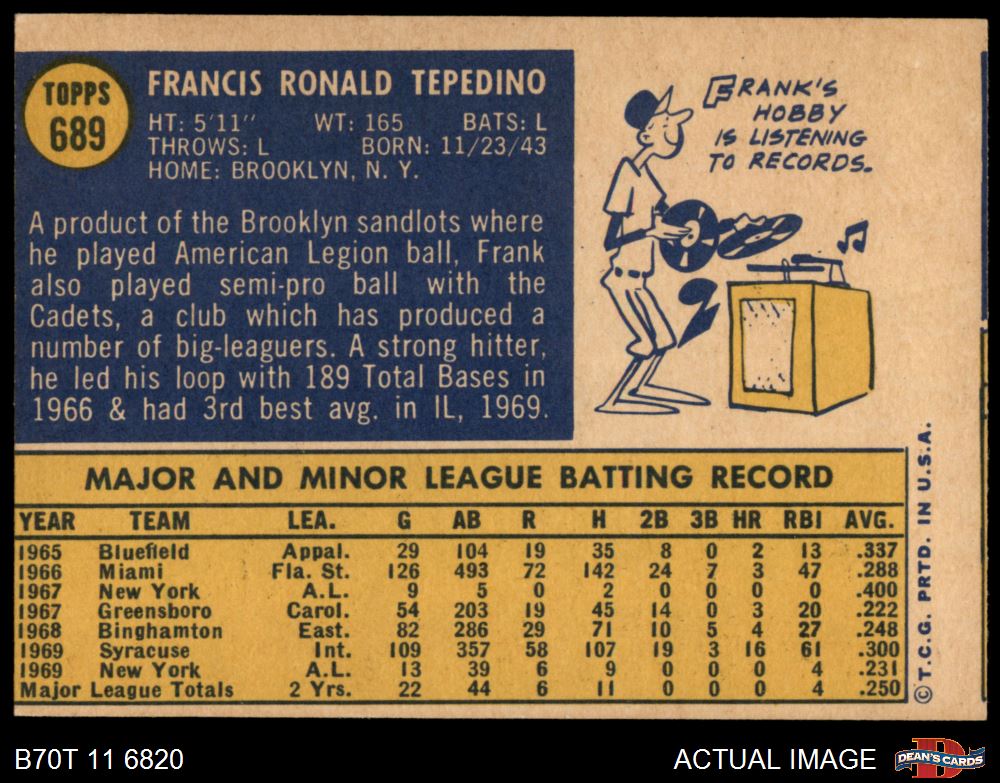 TOPPS
689
FRANCIS RONALD TEPEDINO
HT: 5'11" WT: 165 BATS: L
THROWS: L BORN: 11/23/43
HOME: BROOKLYN, N. Y.
A product of the Brooklyn sandlots where
he played American Legion ball, Frank
also played semi-pro ball with the
Cadets, a club which has produced a
number of big-leaguers. A strong hitter,
he led his loop with 189 Total Bases in
1966 & had 3rd best avg. in IL, 1969.
FRANK'S
HOBBY
IS LISTENING
TO RECORDS.
MAJOR AND MINOR LEAGUE BATTING RECORD
YEAR TEAM LEA. G AB R H 2B 3B HR RBI AVG.
1965 Bluefield Appal. 29 104 19 35 8 0 2 13 .337
1966 Miami Fla. St. 126 493 72 142 24 7 3 47 .288
1967 New York A.L. 9 5 0 2 0 0 0 0 .400
1967 Greensboro Carol. 54 203 19 45 14 0 3 20 .222
1968 Binghamton East. 82 286 29 71 10 5 4 27 .248
1969 Syracuse Int. 109 357 58 107 19 3 16 61 .300
1969 New York A.L. 13 39 6 9 0 0 0 4 .231
Major League Totals 2 Yrs. 22 44 6 11 0 0 0 4 .250
© T.C.G. PRTD. IN U.S.A.
B70T 11 6820
ACTUAL IMAGE
DEAN'S CARDS